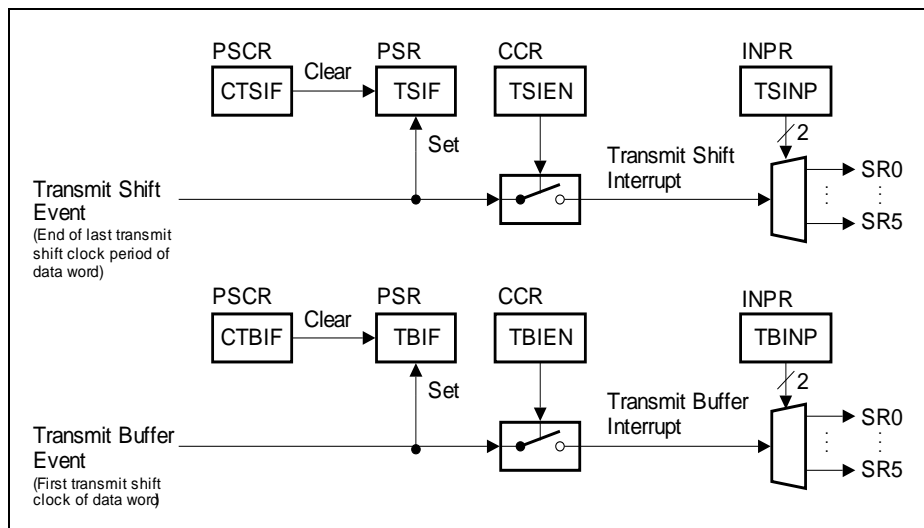 PSCR PSR CCR INPR
CTSIF Clear TSIF TSIEN TSINP
Set 2
Transmit Shift Interrupt
SR0
SR5
Transmit Shift
Event
(End of last transmit
shift clock period of
data word)
PSCR PSR CCR INPR
CTBIF Clear TBIF TBIEN TBINP
Set 2
Transmit Buffer Interrupt
SR0
SR5
Transmit Buffer
Event
(First transmit shift
clock of data word)